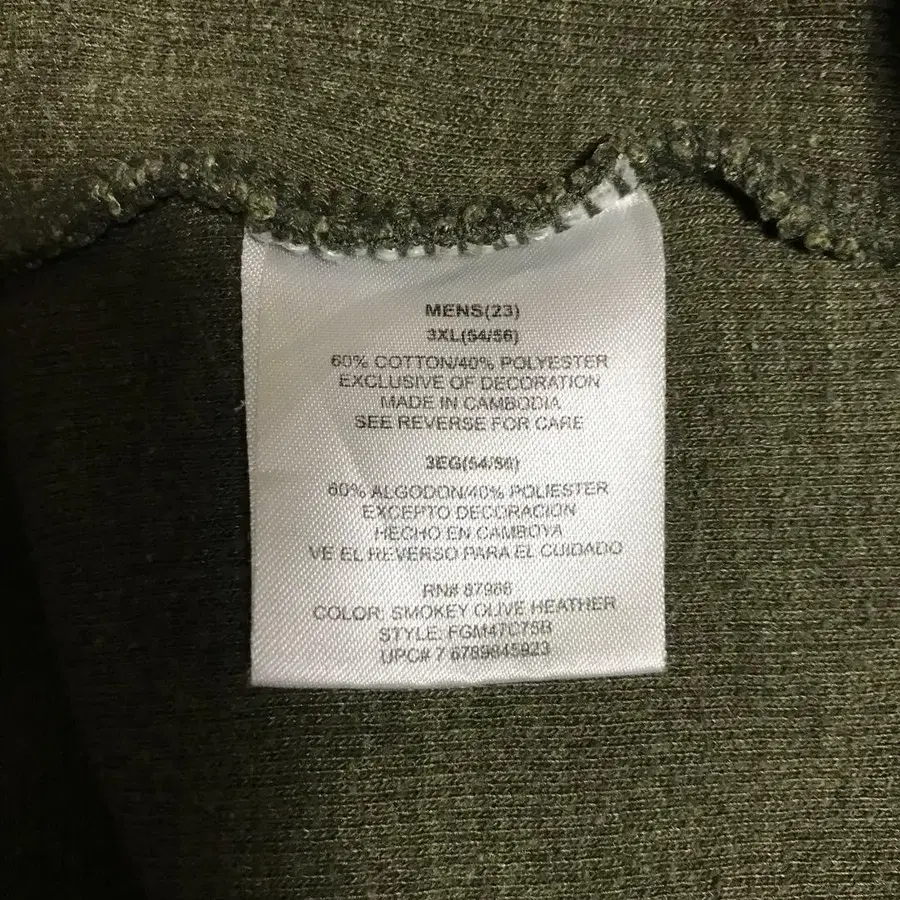 MENS(23)
3XL(54/56)
60% COTTON/40% POLYESTER
EXCLUSIVE OF DECORATION
MADE IN CAMBODIA
SEE REVERSE FOR CARE
3EG(54/56)
60% ALGODON/40% POLIESTER
EXCEPTO DECORACION
HECHO EN CAMBOYA
VE EL REVERSO PARA EL CUIDADO
RN# 87966
COLOR: SMOKEY OLIVE HEATHER
STYLE: FGM47C75B
UPC# 7 6789845923